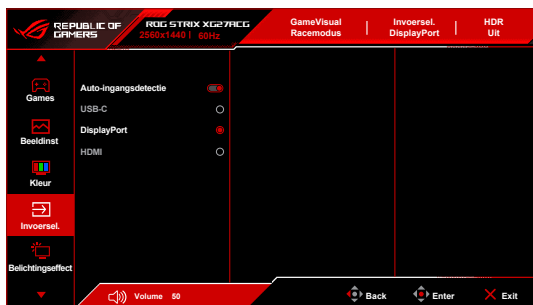 REPUBLIC OF GAMERS
ROG STRIX XG27ACG
2560x1440 | 60Hz
GameVisual
Racemodus
Invoersel.
DisplayPort
HDR
Uit
Games
Beeldinst
Kleur
Invoersel.
Belichtingseffect
Auto-ingangsdetectie
USB-C
DisplayPort
HDMI
Volume 50
Back
Enter
Exit